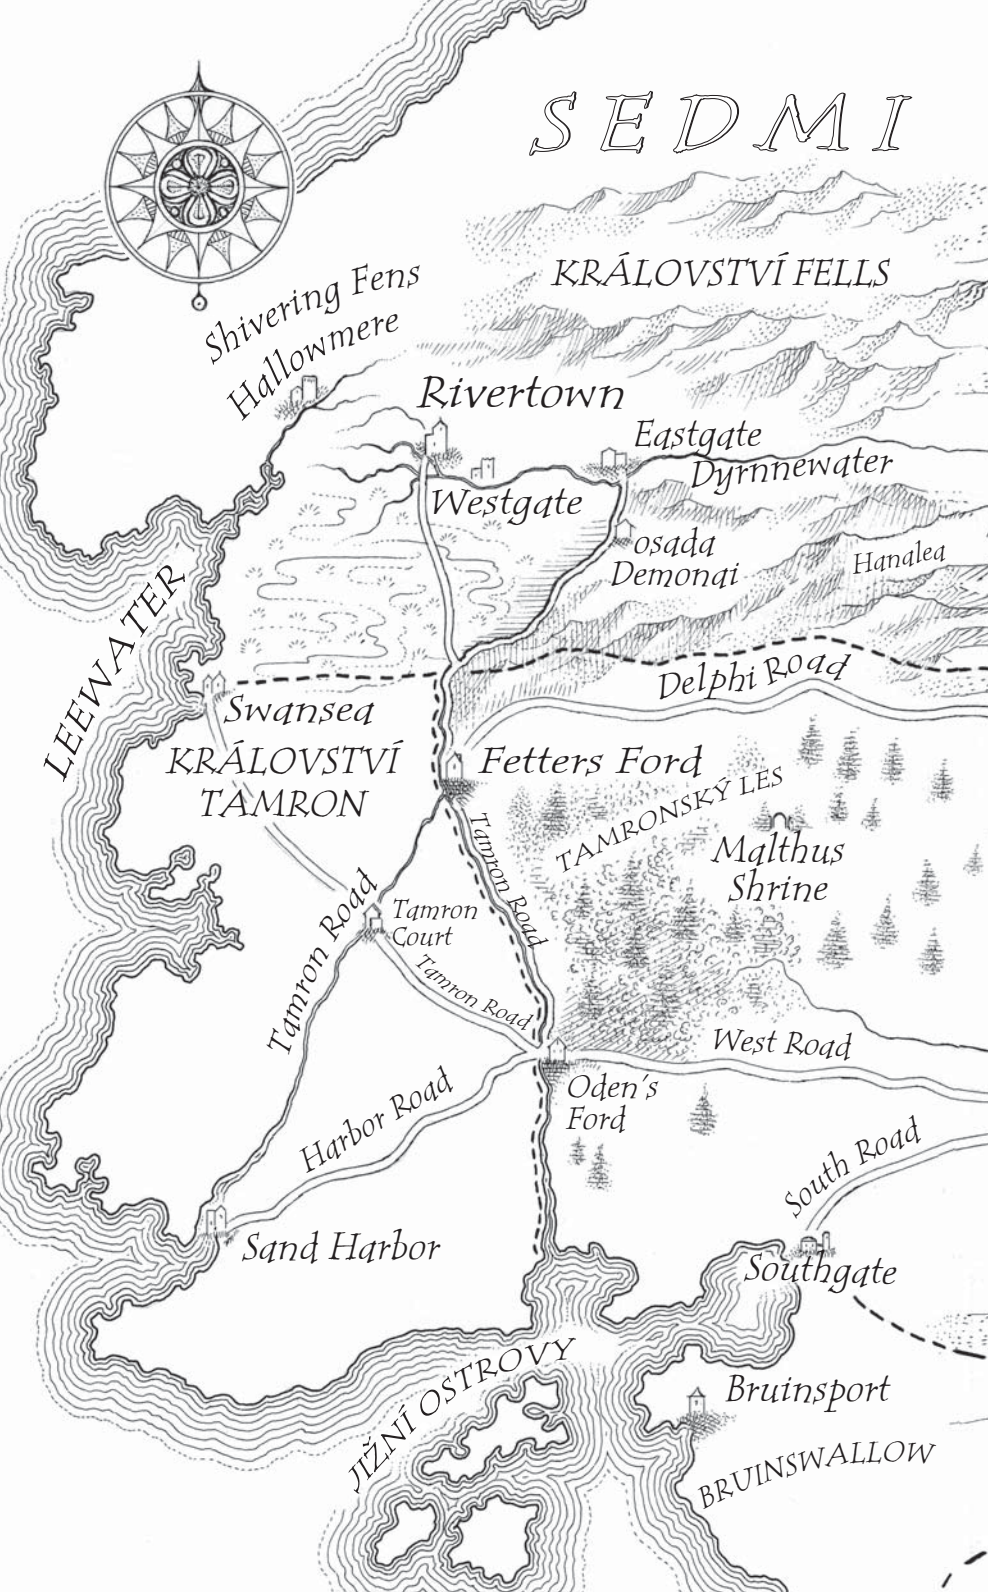 SEDMI
KRÁLOVSTVÍ FELLS
Shivering Fens
Hallowmere
Rivertown
Eastgate
Dyrnnewater
Westgate
osada
Demonai
Hanalea
LEEWATER
Delphi Road
Swansea
KRÁLOVSTVÍ
TAMRON
Fetters Ford
TAMRONSKÝ LES
Malthus
Shrine
Tamron Road
Tamron Road
Tamron
Court
Tamron Road
West Road
Oden's
Ford
Harbor Road
South Road
Sand Harbor
Southgate
JIŽNÍ OSTROVY
Bruinsport
BRUINSWALLOW